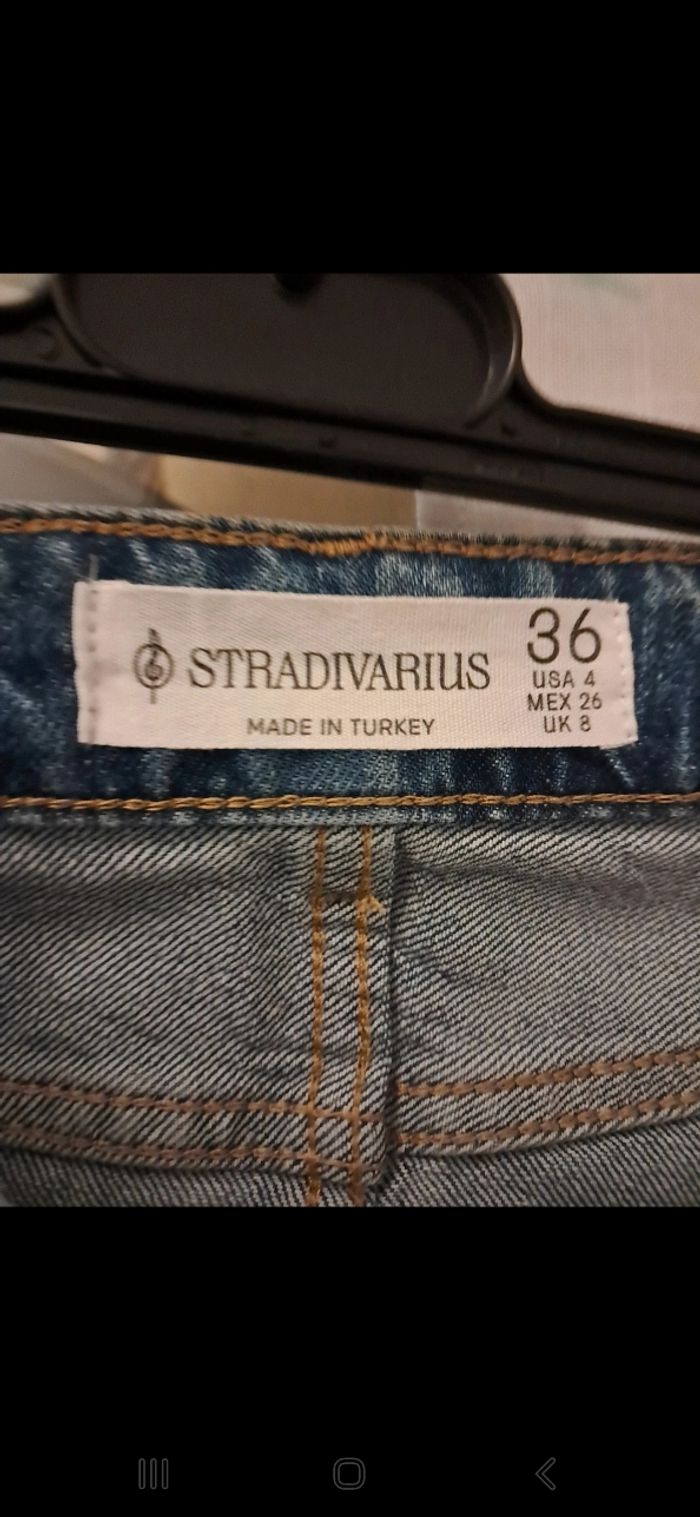 STRADIVARIUS
MADE IN TURKEY
36
USA 4
MEX 26
UK 8